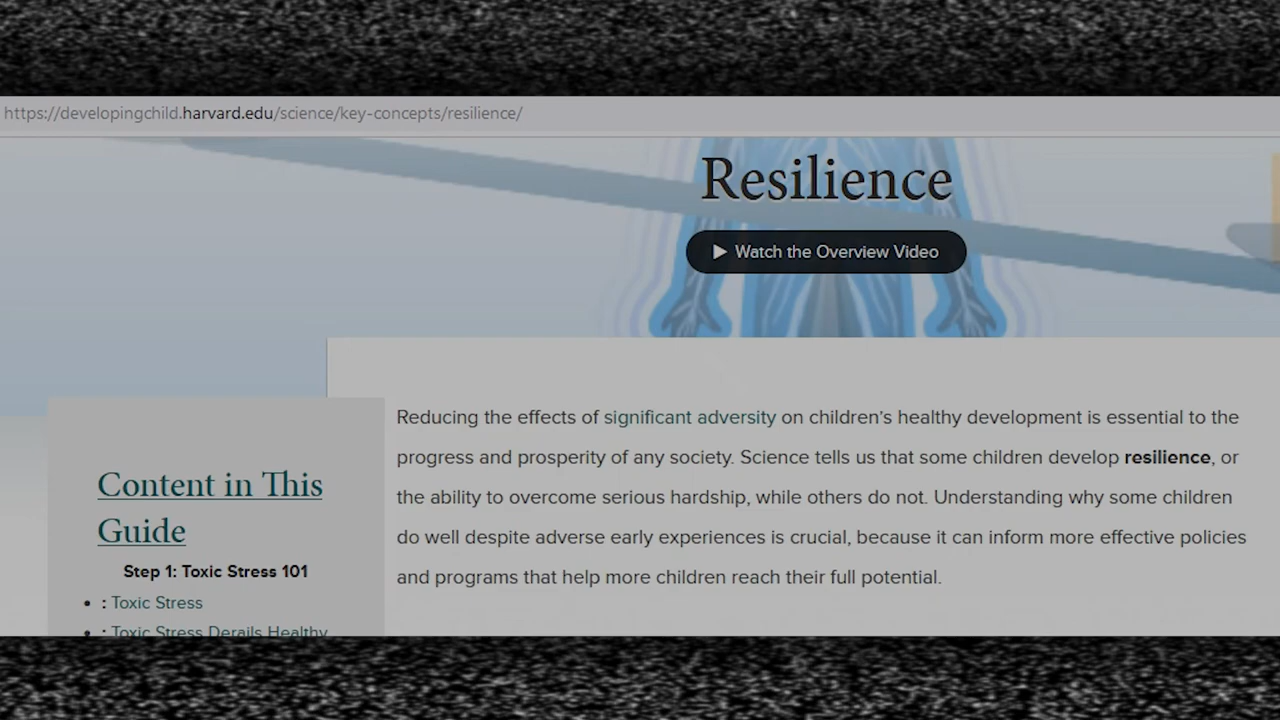 https://developingchild.harvard.edu/science/key-concepts/resilience/
Resilience
Watch the Overview Video
Reducing the effects of significant adversity on children’s healthy development is essential to the
progress and prosperity of any society. Science tells us that some children develop resilience, or
the ability to overcome serious hardship, while others do not. Understanding why some children
do well despite adverse early experiences is crucial, because it can inform more effective policies
and programs that help more children reach their full potential.
Content in This
Guide
Step 1: Toxic Stress 101
: Toxic Stress
: Toxic Stress Derails Healthy